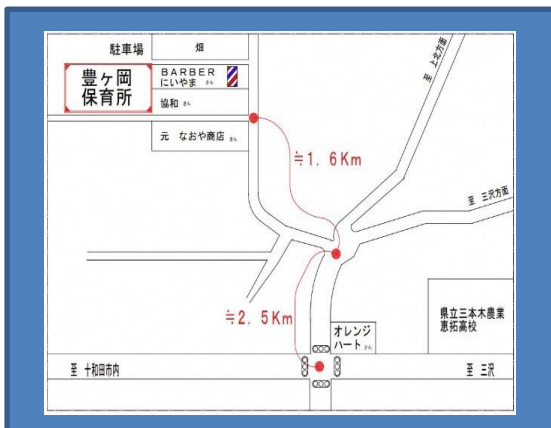 駐車場
畑
豊ヶ岡
保育所
BARBER
にいやま さん
協和 さん
元 なおや商店 さん
至 上北方面
≒1.6Km
至 三沢方面
≒2.5Km
オレンジ
ハート さん
県立三本木農業
恵拓高校
至 十和田市内
至 三沢